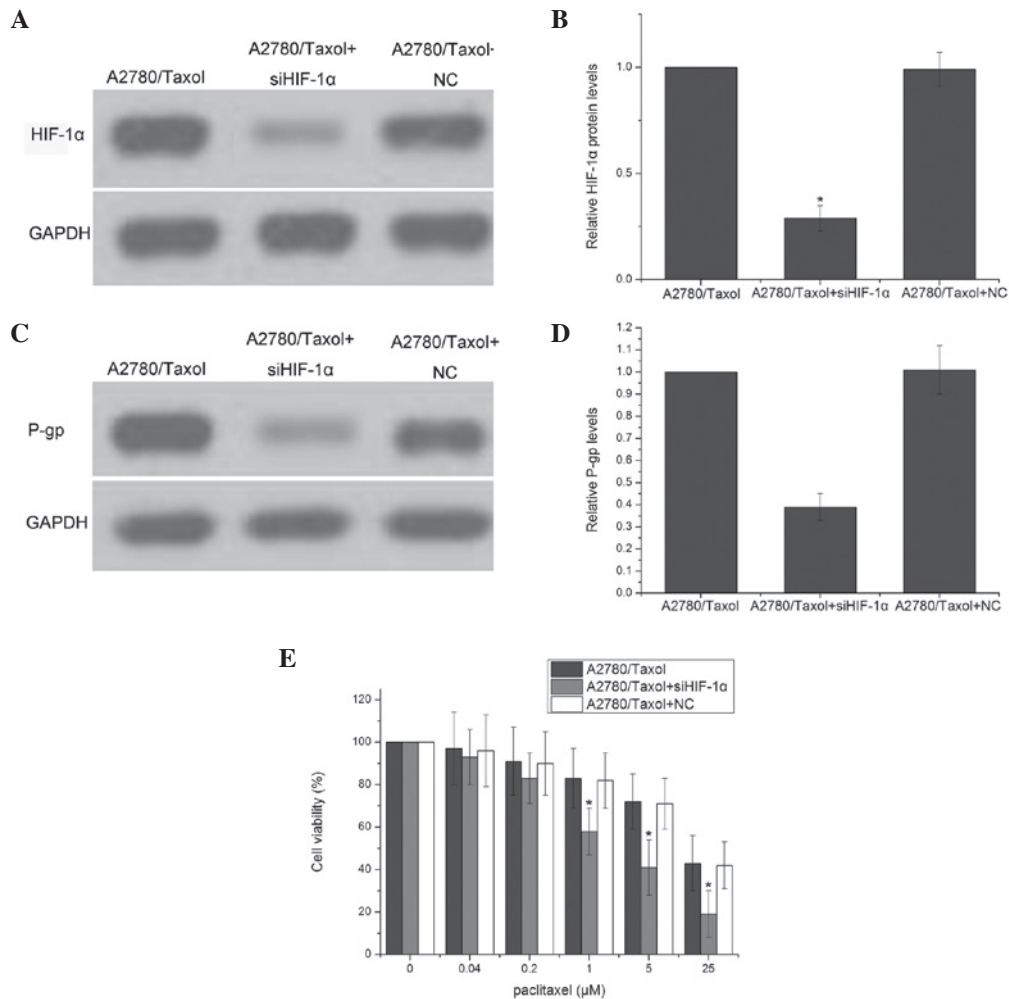 A
A2780/Taxol
A2780/Taxol+
siHIF-1α
A2780/Taxol-
NC
HIF-1α
GAPDH
B
Relative HIF-1α protein levels
1.0
0.5
0.0
*
A2780/Taxol
A2780/Taxol+siHIF-1α
A2780/Taxol+NC
C
A2780/Taxol
A2780/Taxol+
siHIF-1α
A2780/Taxol+
NC
P-gp
GAPDH
D
Relative P-gp levels
1.2
1.1
1.0
0.9
0.8
0.7
0.6
0.5
0.4
0.3
0.2
0.1
0.0
A2780/Taxol
A2780/Taxol+siHIF-1α
A2780/Taxol+NC
E
A2780/Taxol
A2780/Taxol+siHIF-1α
A2780/Taxol+NC
Cell viability (%)
120
100
80
60
40
20
0
*
*
*
0
0.04
0.2
1
5
25
paclitaxel (μM)